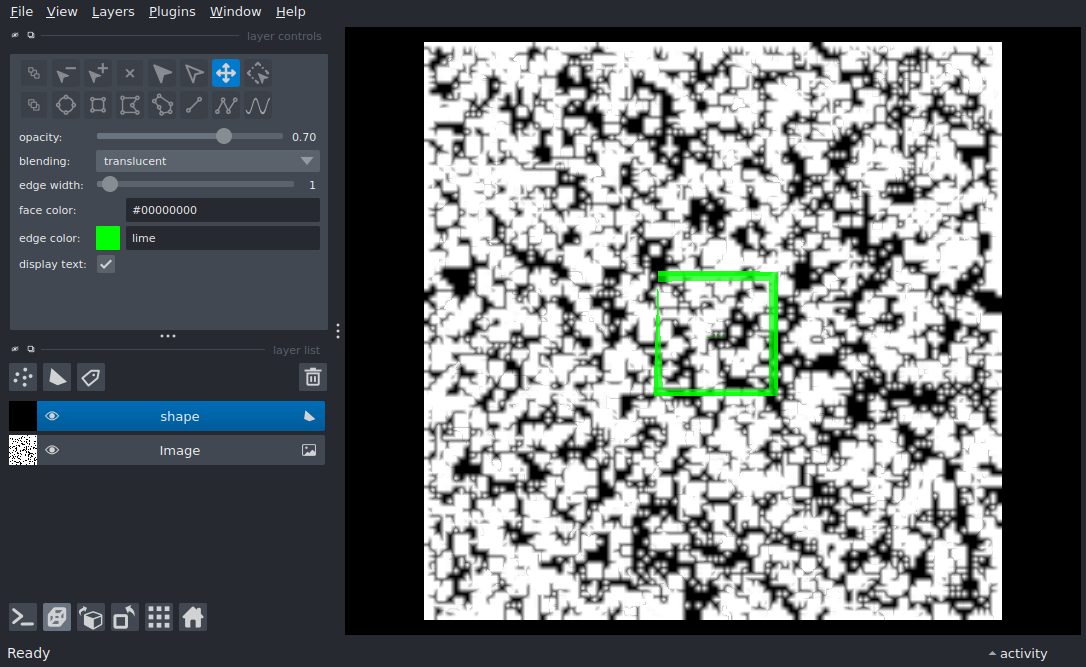 File View Layers Plugins Window Help
layer controls
opacity: 0.70
blending: translucent
edge width: 1
face color: #00000000
edge color: lime
display text:
layer list
shape
Image
Ready activity